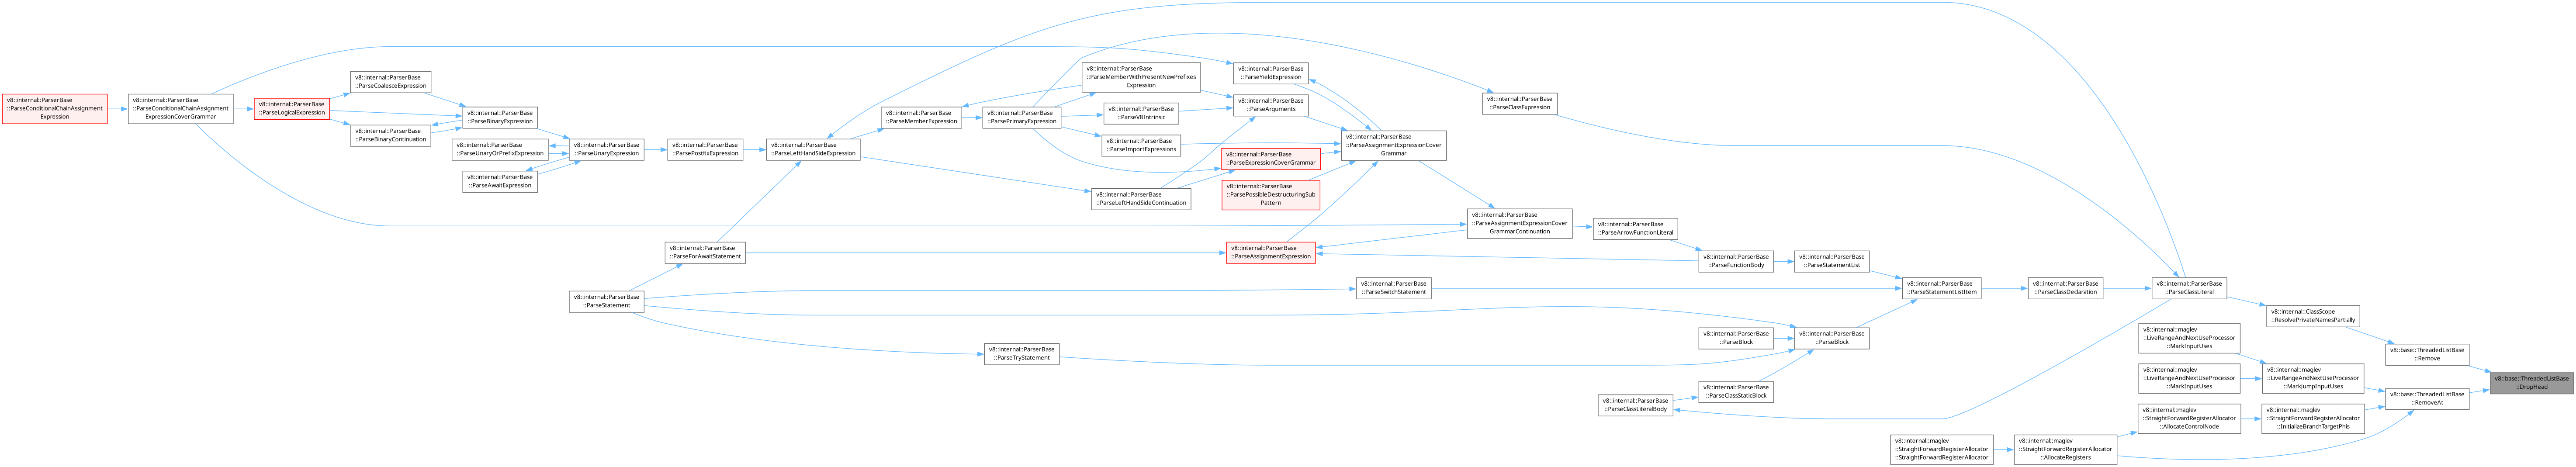 v8::internal::ParserBase
::ParseConditionalChainAssignment
Expression
v8::internal::ParserBase
::ParseConditionalChainAssignment
ExpressionCoverGrammar
v8::internal::ParserBase
::ParseLogicalExpression
v8::internal::ParserBase
::ParseCoalesceExpression
v8::internal::ParserBase
::ParseBinaryContinuation
v8::internal::ParserBase
::ParseBinaryExpression
v8::internal::ParserBase
::ParseUnaryOrPrefixExpression
v8::internal::ParserBase
::ParseAwaitExpression
v8::internal::ParserBase
::ParseUnaryExpression
v8::internal::ParserBase
::ParsePostfixExpression
v8::internal::ParserBase
::ParseLeftHandSideExpression
v8::internal::ParserBase
::ParseForAwaitStatement
v8::internal::ParserBase
::ParseStatement
v8::internal::ParserBase
::ParseMemberExpression
v8::internal::ParserBase
::ParsePrimaryExpression
v8::internal::ParserBase
::ParseMemberWithPresentNewPrefixes
Expression
v8::internal::ParserBase
::ParseV8Intrinsic
v8::internal::ParserBase
::ParseImportExpressions
v8::internal::ParserBase
::ParseLeftHandSideContinuation
v8::internal::ParserBase
::ParseTryStatement
v8::internal::ParserBase
::ParseYieldExpression
v8::internal::ParserBase
::ParseArguments
v8::internal::ParserBase
::ParseExpressionCoverGrammar
v8::internal::ParserBase
::ParsePossibleDestructuringSub
Pattern
v8::internal::ParserBase
::ParseAssignmentExpression
v8::internal::ParserBase
::ParseAssignmentExpressionCover
Grammar
v8::internal::ParserBase
::ParseClassExpression
v8::internal::ParserBase
::ParseAssignmentExpressionCover
GrammarContinuation
v8::internal::ParserBase
::ParseArrowFunctionLiteral
v8::internal::ParserBase
::ParseFunctionBody
v8::internal::ParserBase
::ParseStatementList
v8::internal::ParserBase
::ParseSwitchStatement
v8::internal::ParserBase
::ParseStatementListItem
v8::internal::ParserBase
::ParseBlock
v8::internal::ParserBase
::ParseBlock
v8::internal::ParserBase
::ParseClassStaticBlock
v8::internal::ParserBase
::ParseClassLiteralBody
v8::internal::ParserBase
::ParseClassDeclaration
v8::internal::ParserBase
::ParseClassLiteral
v8::internal::ClassScope
::ResolvePrivateNamesPartially
v8::internal::maglev
::LiveRangeAndNextUseProcessor
::MarkInputUses
v8::internal::maglev
::LiveRangeAndNextUseProcessor
::MarkInputUses
v8::internal::maglev
::LiveRangeAndNextUseProcessor
::MarkJumpInputUses
v8::internal::maglev
::StraightForwardRegisterAllocator
::AllocateControlNode
v8::internal::maglev
::StraightForwardRegisterAllocator
::InitializeBranchTargetPhis
v8::internal::maglev
::StraightForwardRegisterAllocator
::StraightForwardRegisterAllocator
v8::internal::maglev
::StraightForwardRegisterAllocator
::AllocateRegisters
v8::base::ThreadedListBase
::Remove
v8::base::ThreadedListBase
::RemoveAt
v8::base::ThreadedListBase
::DropHead